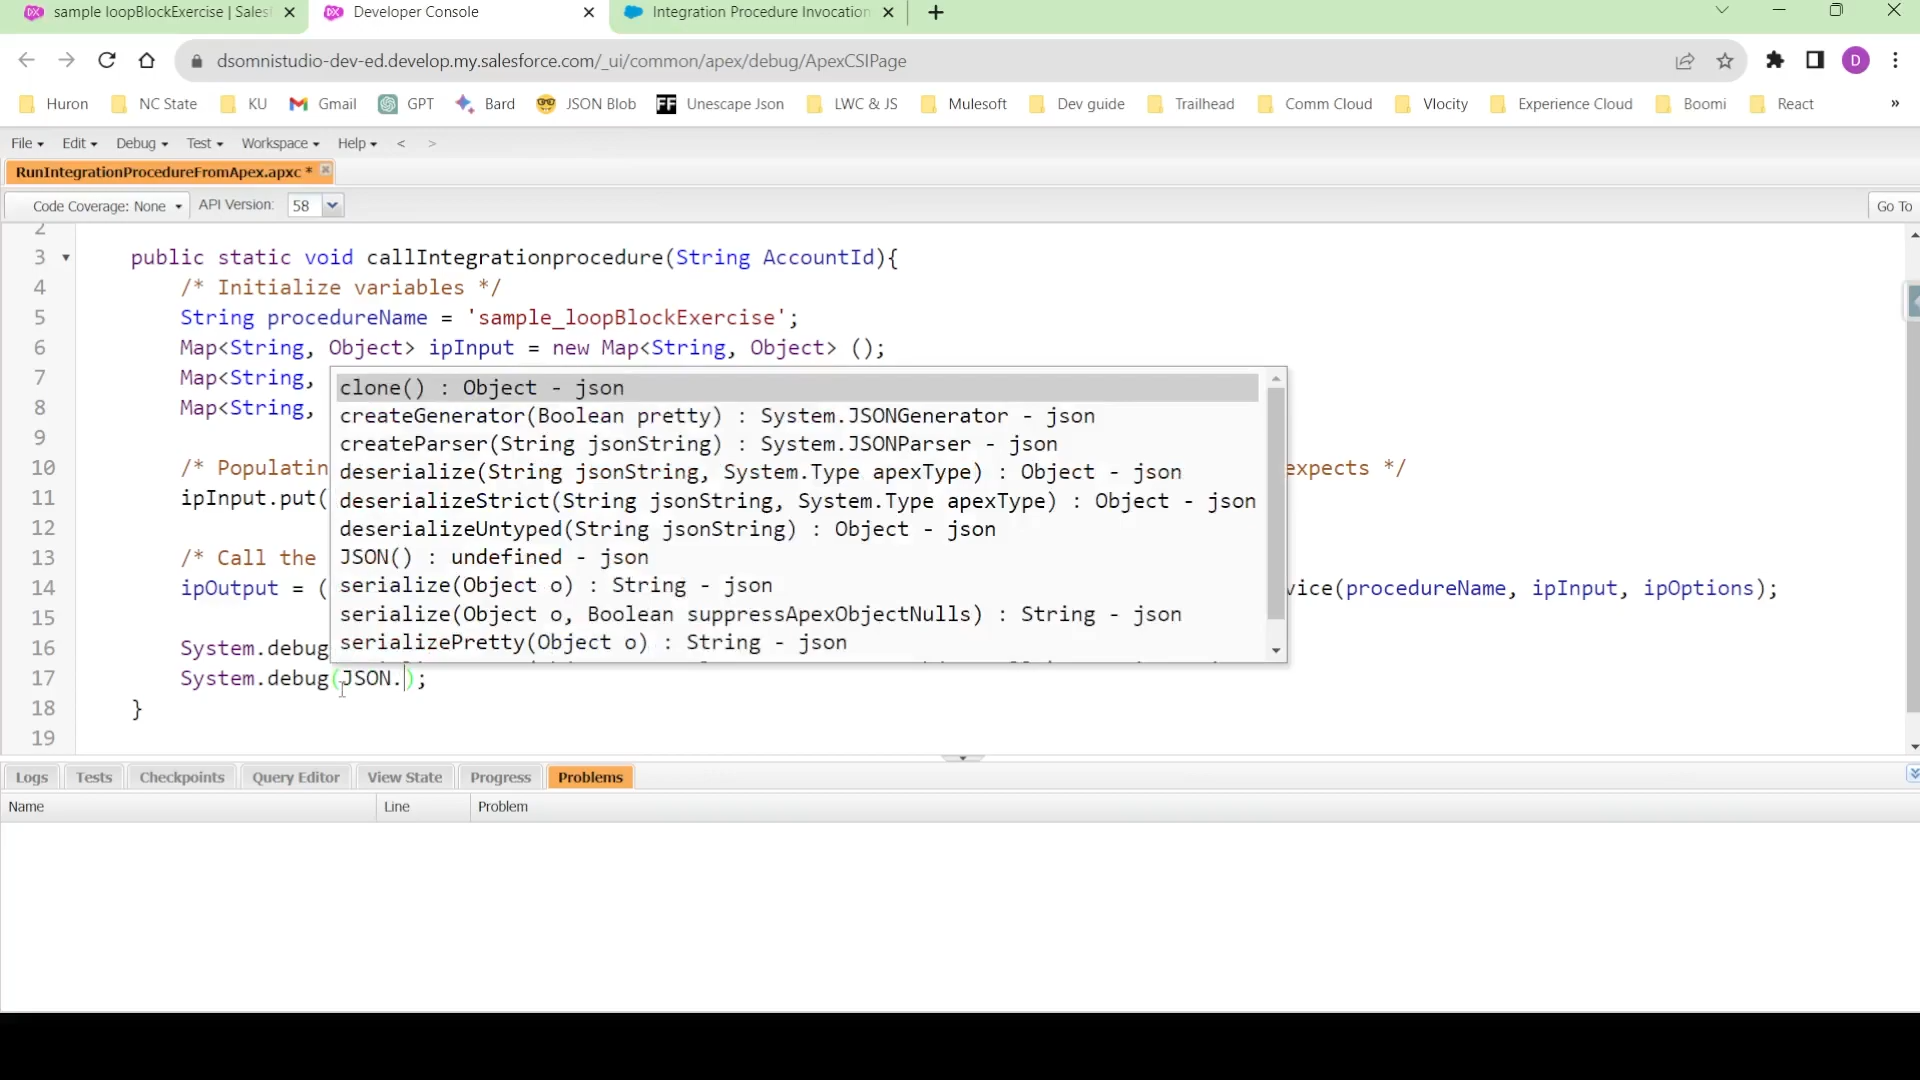 sample loopBlockExercise | Sales
Developer Console
Integration Procedure Invocation
dsomnistudio-dev-ed.develop.my.salesforce.com/_ui/common/apex/debug/ApexCSIPage
D
Huron NC State KU Gmail GPT Bard JSON Blob FF Unescape Json LWC & JS Mulesoft Dev guide Trailhead Comm Cloud Vlocity Experience Cloud Boomi React »
File Edit Debug Test Workspace Help < >
RunIntegrationProcedureFromApex.apxc *
Code Coverage: None API Version: 58 Go To
2
3 public static void callIntegrationprocedure(String AccountId){
4 /* Initialize variables */
5 String procedureName = 'sample_loopBlockExercise';
6 Map<String, Object> ipInput = new Map<String, Object> ();
7 Map<String,
8 Map<String,
9
10 /* Populatin expects */
11 ipInput.put(
12
13 /* Call the
14 ipOutput = ( vice(procedureName, ipInput, ipOptions);
15
16 System.debug
17 System.debug(JSON.);
18 }
19
clone() : Object - json
createGenerator(Boolean pretty) : System.JSONGenerator - json
createParser(String jsonString) : System.JSONParser - json
deserialize(String jsonString, System.Type apexType) : Object - json
deserializeStrict(String jsonString, System.Type apexType) : Object - json
deserializeUntyped(String jsonString) : Object - json
JSON() : undefined - json
serialize(Object o) : String - json
serialize(Object o, Boolean suppressApexObjectNulls) : String - json
serializePretty(Object o) : String - json
Logs Tests Checkpoints Query Editor View State Progress Problems
Name Line Problem